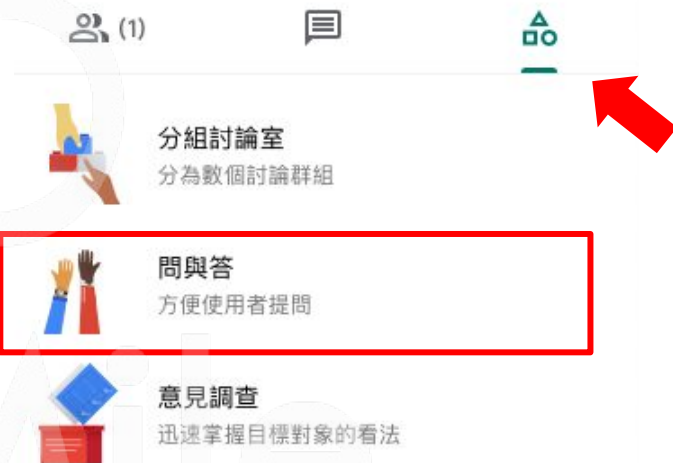 (1)
分組討論室
分為數個討論群組
問與答
方便使用者提問
意見調查
迅速掌握目標對象的看法